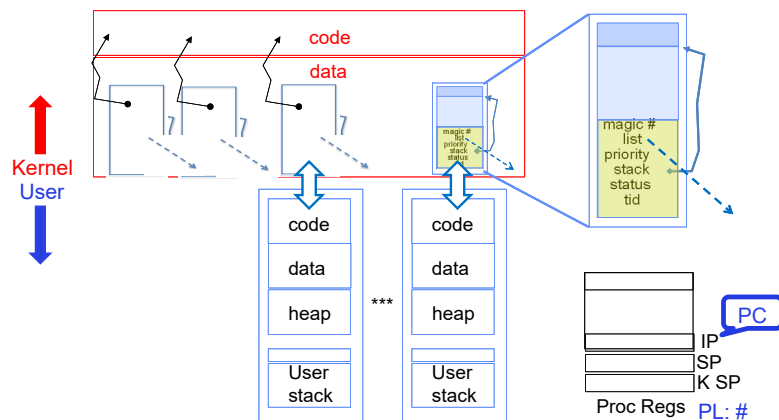 code
data
magic #
list
priority
stack
status
magic #
list
priority
stack
status
tid
Kernel
User
code
data
heap
User
stack
***
code
data
heap
User
stack
PC
IP
SP
K SP
Proc Regs
PL: #